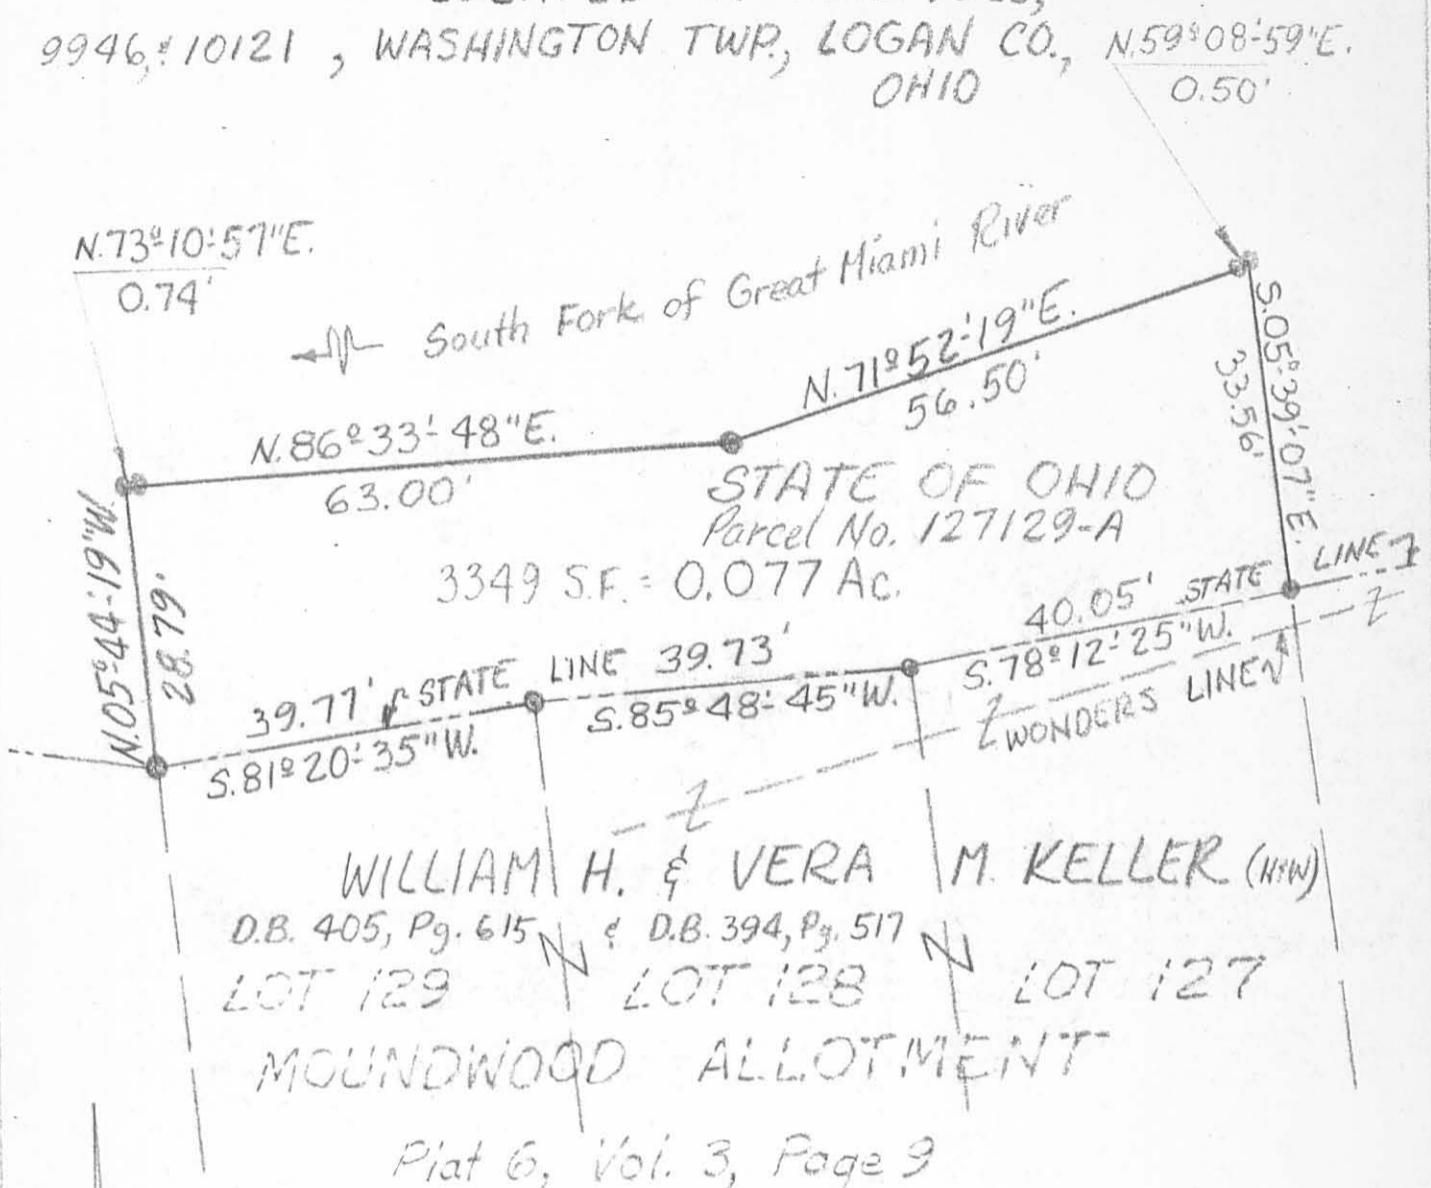 9946, & 10121, WASHINGTON TWP., LOGAN CO.,
OHIO
N.59°08'-59"E.
0.50'
N.73°-10'-57"E.
0.74'
South Fork of Great Miami River
N.71°52'-19"E.
56.50'
S.05°39'-07"E.
33.56'
N.86°33'-48"E.
63.00'
STATE OF OHIO
Parcel No. 127129-A
3349 S.F. = 0.077 Ac.
N.05°-44'-19"W.
28.79'
39.77' STATE LINE 39.73'
40.05' STATE LINE
S.81°20'-35"W.
S.85°48'-45"W.
S.78°12'-25"W.
WONDERS LINE
WILLIAM H. & VERA M. KELLER (H&W)
D.B. 405, Pg. 615 & D.B. 394, Pg. 517
LOT 129 LOT 128 LOT 127
MOUNDWOOD ALLOTMENT
Plat 6, Vol. 3, Page 9